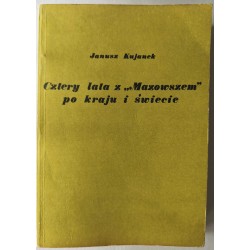 Janusz Kujanek
Cztery lata z „Mazowszem”
po kraju i świecie